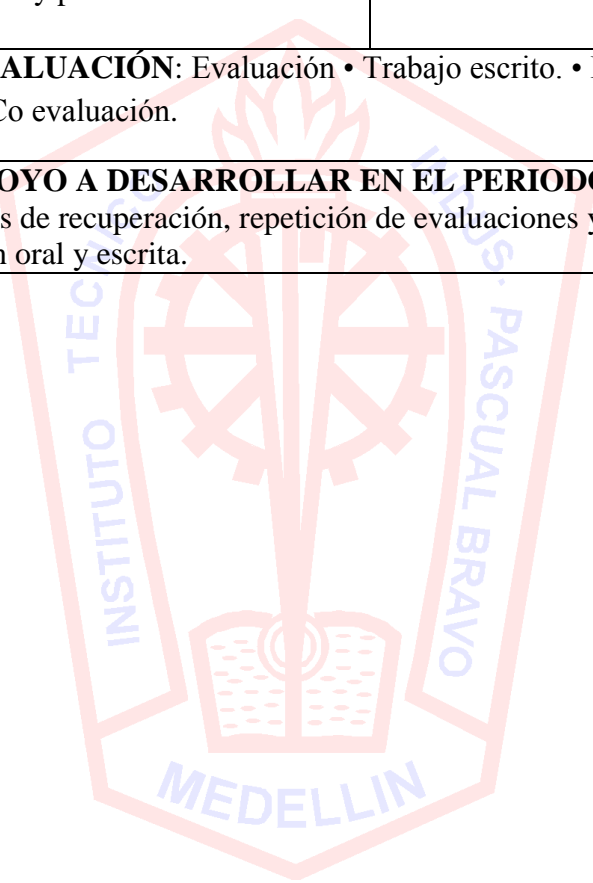 ALUACIÓN: Evaluación • Trabajo escrito. •
Co evaluación.
OYO A DESARROLLAR EN EL PERIODO
s de recuperación, repetición de evaluaciones y
n oral y escrita.
INSTITUTO TECNICO INDUS. PASCUAL BRAVO
MEDELLIN